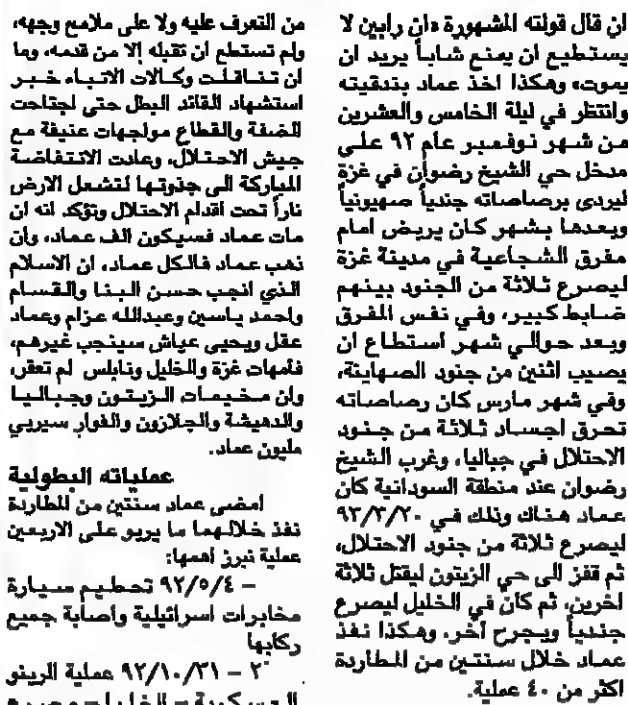 ان قال قولته المشهورة «ان رابين لا
يستطيع ان يمنع شاباً يريد ان
يموت» وهكذا اخذ عماد بندقيته
وانتظر في ليلة الخامس والعشرين
من شهر نوفمبر عام ٩٢ على
مدخل حي الشيخ رضوان في غزة
ليردي برصاصاته جندياً صهيونياً
وبعدها بشهر كان يربض امام
مفرق الشجاعية في مدينة غزة
ليصرع ثلاثة من الجنود بينهم
ضابط كبير، وفي نفس المفرق
وبعد حوالي شهر أستطاع ان
يصيب اثنين من جنود الصهاينة،
وفي شهر مارس كان رصاصاته
تحرق اجساد ثلاثة من جنود
الاحتلال في جباليا، وغرب الشيخ
رضوان عند منطقة السودانية كان
عماد هناك وذلك في ٩٣/٣/٢٠
ليصرع ثلاثة من جنود الاحتلال،
ثم قفز الى حي الزيتون ليقتل ثلاثة
اخرين، ثم كان في الخليل ليصرع
جندياً ويجرح أخر، وهكذا نفذ
عماد خلال سنتين من المطاردة
اكثر من ٤٠ عملية.
من التعرف عليه ولا على ملامح وجهه،
ولم تستطع ان تقبله إلا من قدمه، وما
ان تناقلت وكالات الانباء خبر
استشهاد القائد البطل حتى اجتاحت
الضفة والقطاع مواجهات عنيفة مع
جيش الاحتلال، وعادت الانتفاضة
المباركة الى جذوتها لتشعل الارض
ناراً تحت اقدام الاحتلال وتؤكد انه ان
مات عماد فسيكون الف عماد، وان
ذهب عماد فالكل عماد، ان الاسلام
الذي انجب حسن البنا والقسام
واحمد ياسين وعبدالله عزام وعماد
عقل ويحيى عياش سينجب غيرهم،
فأمهات غزة والخليل ونابلس لم تعقر،
وان مخيمات الزيتون وجباليا
والدهيشة والجلازون والفوار سيربي
مليون عماد.
عملياته البطولية
امضى عماد سنتين من المطاردة
نفذ خلالهما ما يربو على الاربعين
عملية نبرز اهمها:
– ٩٢/٥/٤ تحطيم سيارة
مخابرات اسرائيلية وأصابة جميع
ركابها
٢ – ٩٢/١٠/٢١ عملية الرينو